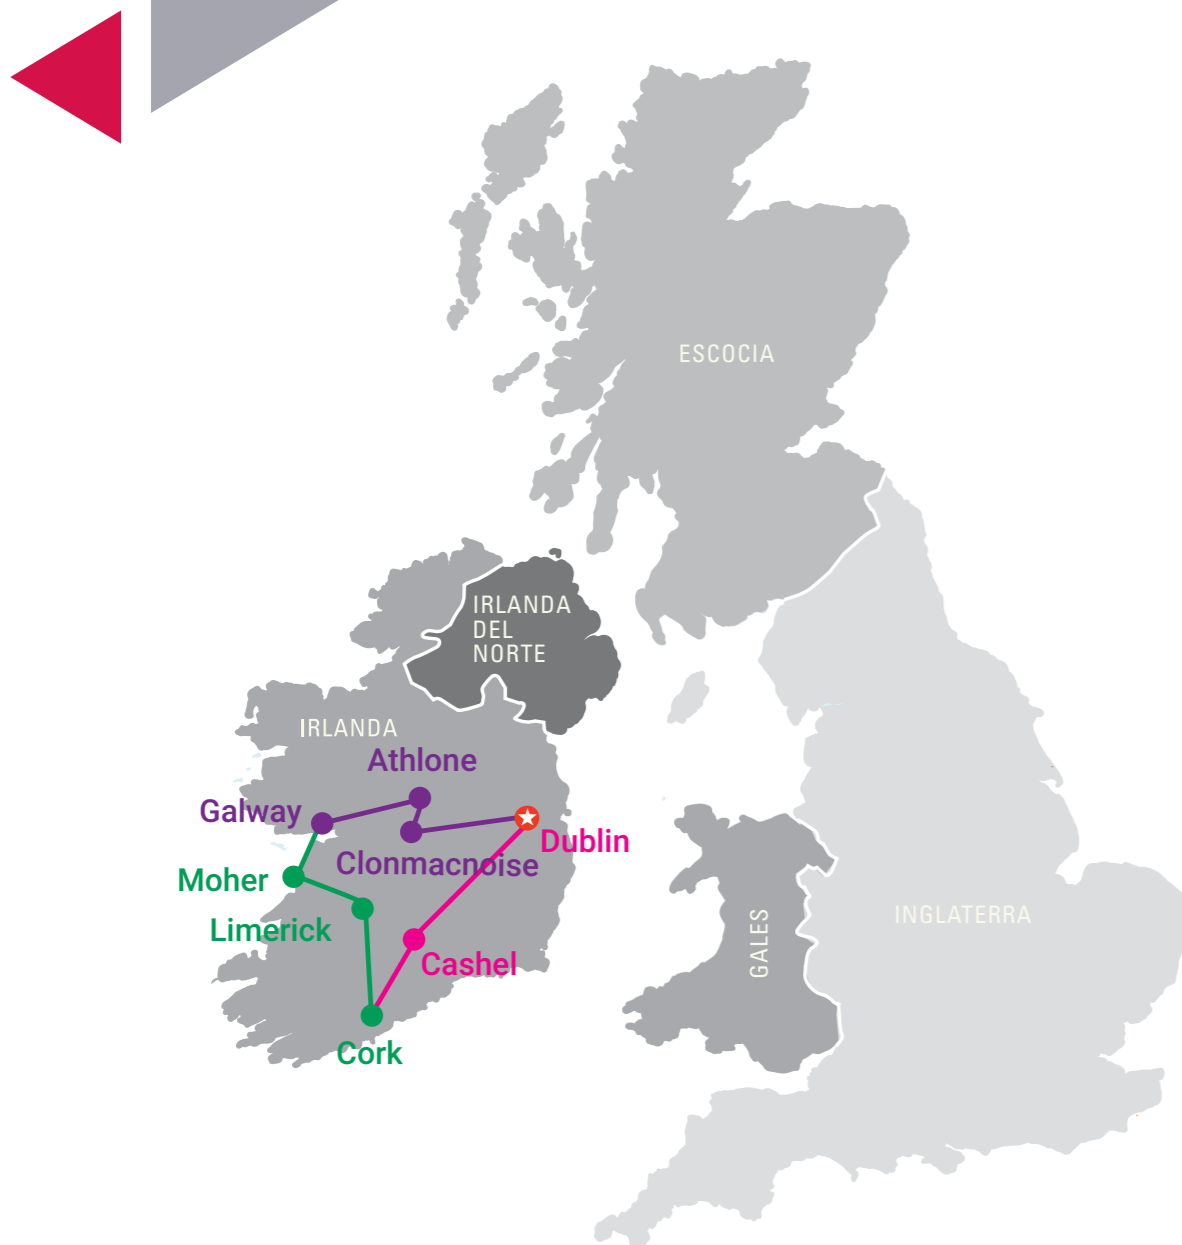 ESCOCIA
IRLANDA
DEL
NORTE
IRLANDA
Athlone
Galway
Dublin
Clonmacnoise
Moher
Limerick
INGLATERRA
GALES
Cashel
Cork